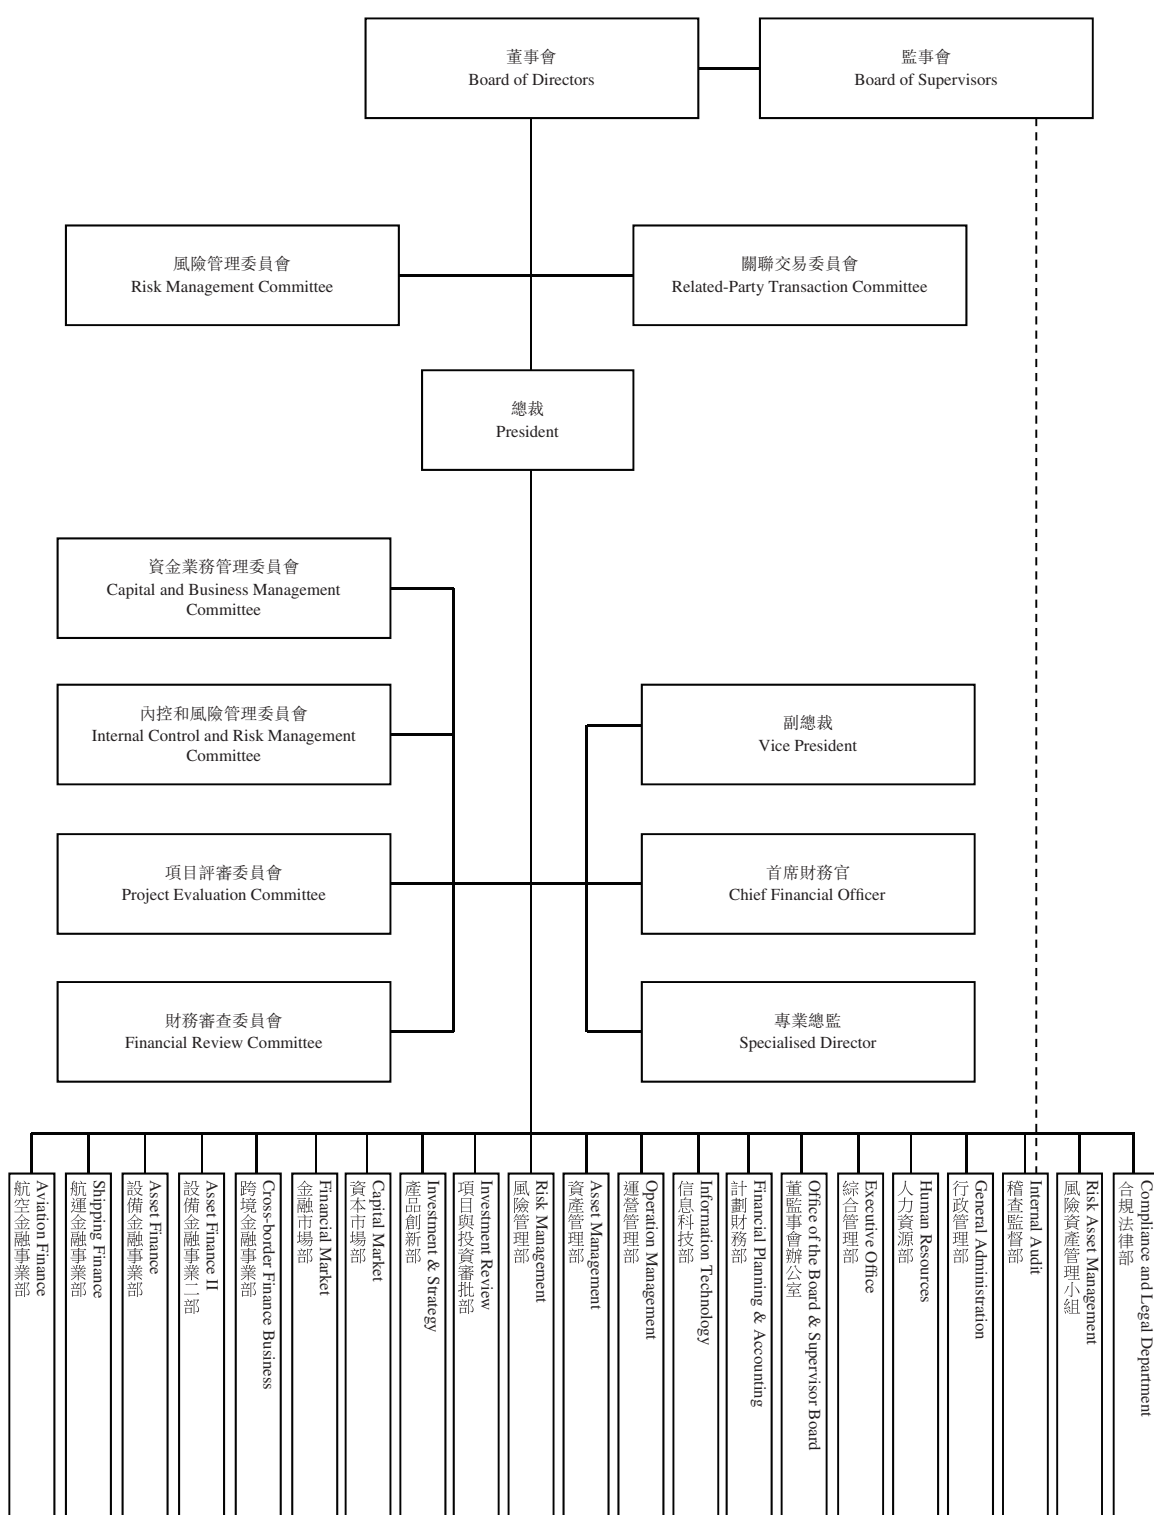 董事會
Board of Directors
監事會
Board of Supervisors
風險管理委員會
Risk Management Committee
關聯交易委員會
Related-Party Transaction Committee
總裁
President
資金業務管理委員會
Capital and Business Management
Committee
內控和風險管理委員會
Internal Control and Risk Management
Committee
副總裁
Vice President
項目評審委員會
Project Evaluation Committee
首席財務官
Chief Financial Officer
財務審查委員會
Financial Review Committee
專業總監
Specialised Director
航空金融事業部
Aviation Finance
航運金融事業部
Shipping Finance
設備金融事業部
Asset Finance
設備金融事業二部
Asset Finance II
跨境金融事業部
Cross-border Finance Business
金融市場部
Financial Market
資本市場部
Capital Market
產品創新部
Investment & Strategy
項目與投資審批部
Investment Review
風險管理部
Risk Management
資產管理部
Asset Management
運營管理部
Operation Management
信息科技部
Information Technology
計劃財務部
Financial Planning & Accounting
董監事會辦公室
Office of the Board & Supervisor Board
綜合管理部
Executive Office
人力資源部
Human Resources
行政管理部
General Administration
稽查監督部
Internal Audit
風險資產管理小組
Risk Asset Management
合規法律部
Compliance and Legal Department